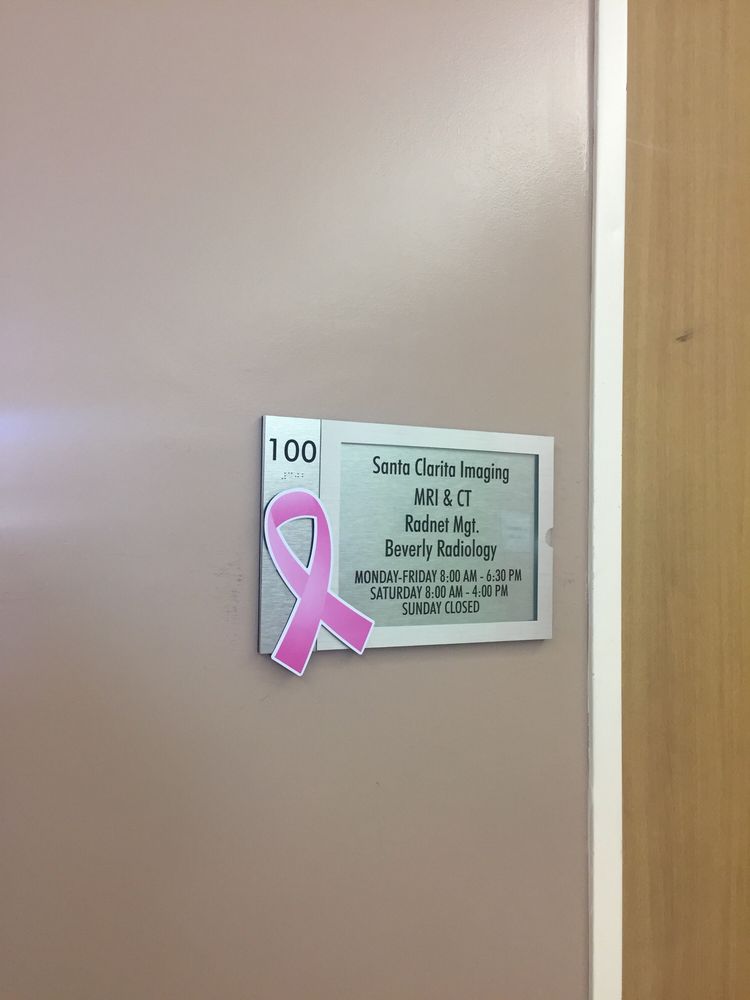 100
Santa Clarita Imaging
MRI & CT
Radnet Mgt.
Beverly Radiology
MONDAY-FRIDAY 8:00 AM - 6:30 PM
SATURDAY 8:00 AM - 4:00 PM
SUNDAY CLOSED